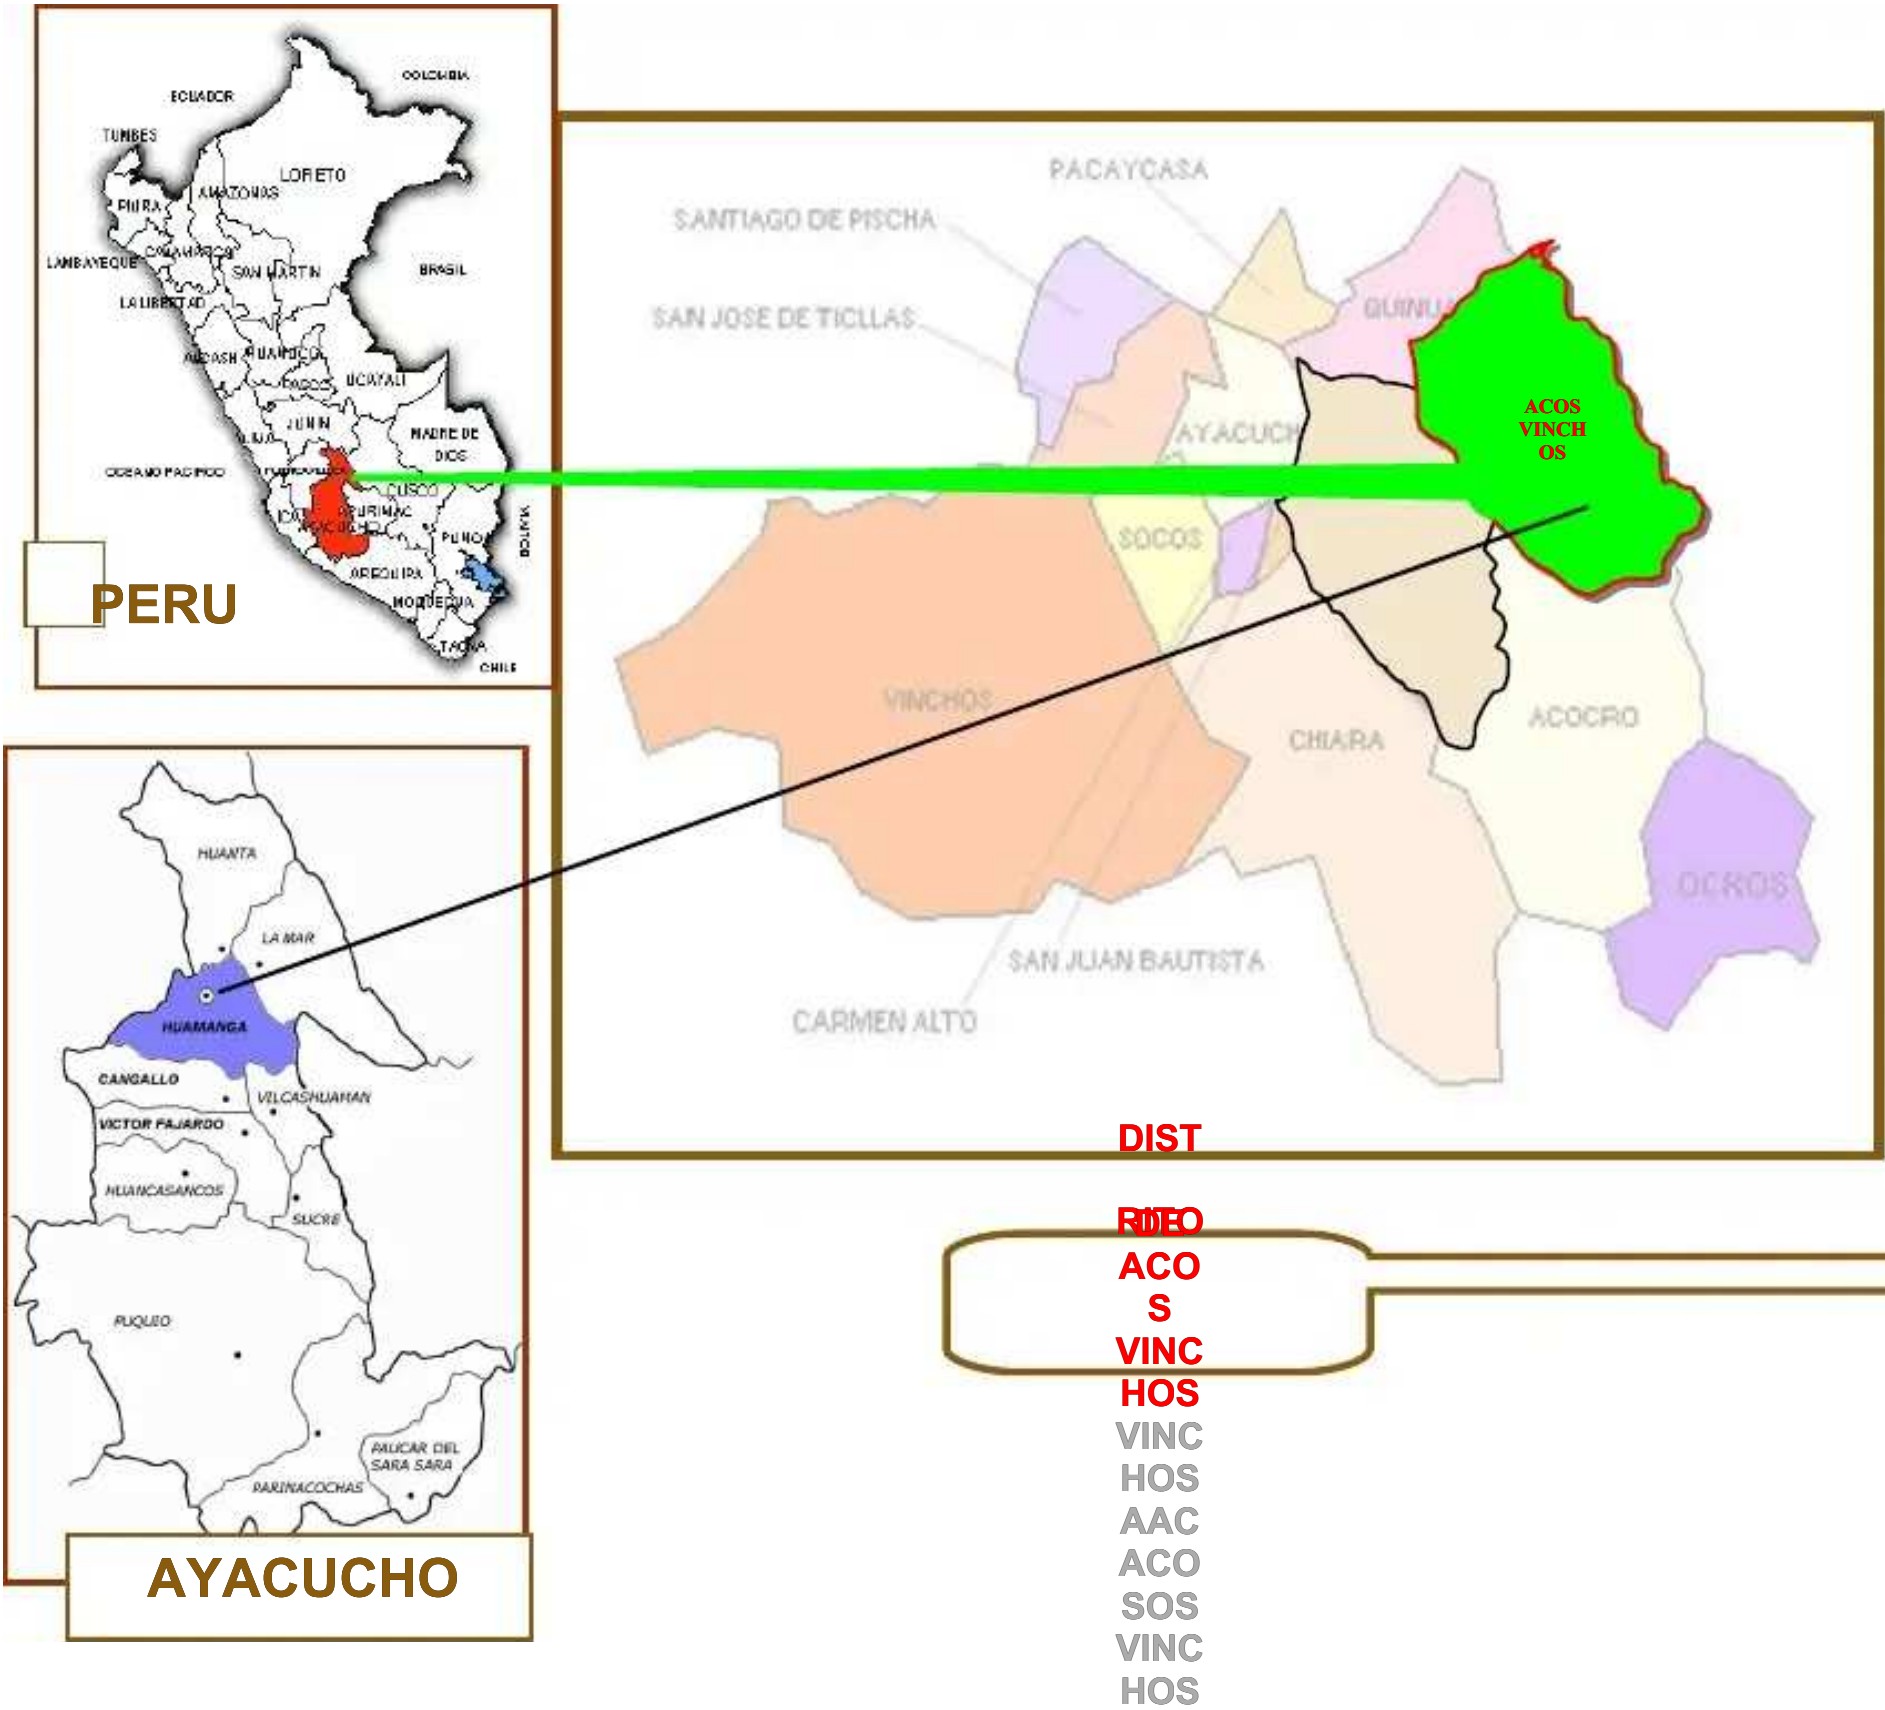 COLOMBIA
ECUADOR
TUMBES
LORETO
AMAZONAS
PIURA
CAJAMARCA
LAMBAYEQUE
SAN MARTIN
BRASIL
LA LIBERTAD
ANCASH
HUANUCO
PASCO
UCAYALI
JUNIN
LIMA
MADRE DE
DIOS
OCEANO PACIFICO
CUSCO
ICA
APURIMAC
AYACUCHO
PUNO
AREQUIPA
MOQUEGUA
TACNA
CHILE
PERU
PACAYCASA
SANTIAGO DE PISCHA
SAN JOSE DE TICLLAS
QUINUA
ACOS
VINCH
OS
AYACUCH
SOCOS
VINCHOS
CHIARA
ACOCRO
OCROS
SAN JUAN BAUTISTA
CARMEN ALTO
HUANTA
LA MAR
HUAMANGA
CANGALLO
VILCASHUAMAN
VICTOR FAJARDO
HUANCASANCOS
SUCRE
PUQUIO
PAUCAR DEL
SARA SARA
PARINACOCHAS
AYACUCHO
DIST
RITO
DE
ACO
S
VINC
HOS
VINC
HOS
AAC
ACO
SOS
VINC
HOS